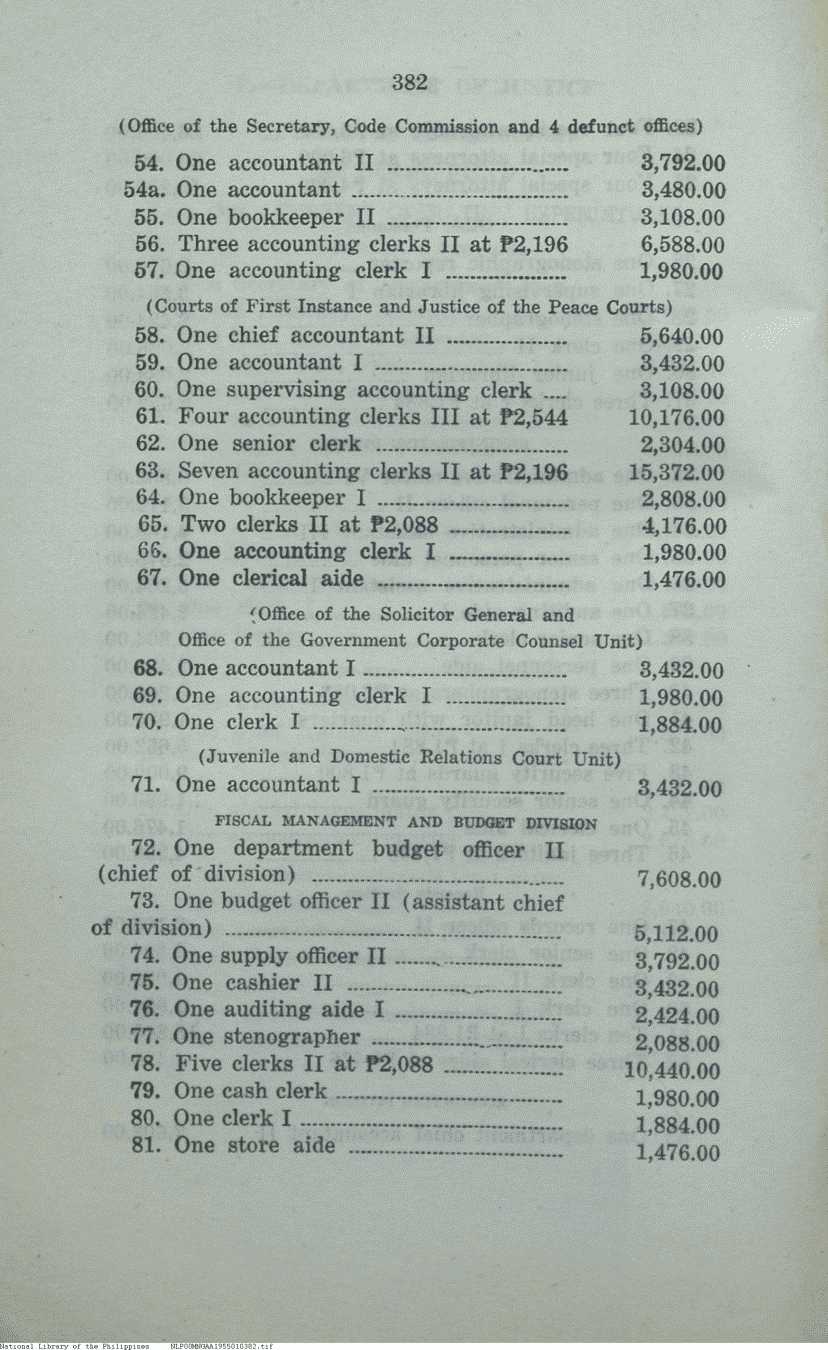 382
(Office of the Secretary, Code Commission and 4 defunct offices)
54. One accountant II ............................... 3,792.00
54a. One accountant .................................... 3,480.00
55. One bookkeeper II .............................. 3,108.00
56. Three accounting clerks II at ₱2,196 6,588.00
57. One accounting clerk I .................... 1,980.00
(Courts of First Instance and Justice of the Peace Courts)
58. One chief accountant II .................... 5,640.00
59. One accountant I ................................ 3,432.00
60. One supervising accounting clerk .... 3,108.00
61. Four accounting clerks III at ₱2,544 10,176.00
62. One senior clerk ................................ 2,304.00
63. Seven accounting clerks II at ₱2,196 15,372.00
64. One bookkeeper I ................................ 2,808.00
65. Two clerks II at ₱2,088 .................... 4,176.00
66. One accounting clerk I .................... 1,980.00
67. One clerical aide ................................ 1,476.00
(Office of the Solicitor General and
Office of the Government Corporate Counsel Unit)
68. One accountant I .................................. 3,432.00
69. One accounting clerk I .................... 1,980.00
70. One clerk I .......................................... 1,884.00
(Juvenile and Domestic Relations Court Unit)
71. One accountant I ................................ 3,432.00
FISCAL MANAGEMENT AND BUDGET DIVISION
72. One department budget officer II
(chief of division) .......................................... 7,608.00
73. One budget officer II (assistant chief
of division) ........................................................ 5,112.00
74. One supply officer II ............................ 3,792.00
75. One cashier II .................................... 3,432.00
76. One auditing aide I ............................ 2,424.00
77. One stenographer ................................ 2,088.00
78. Five clerks II at ₱2,088 .................... 10,440.00
79. One cash clerk ...................................... 1,980.00
80. One clerk I ............................................ 1,884.00
81. One store aide .................................... 1,476.00
National Library of the Philippines NLPOOMNGAA1955010382.tif